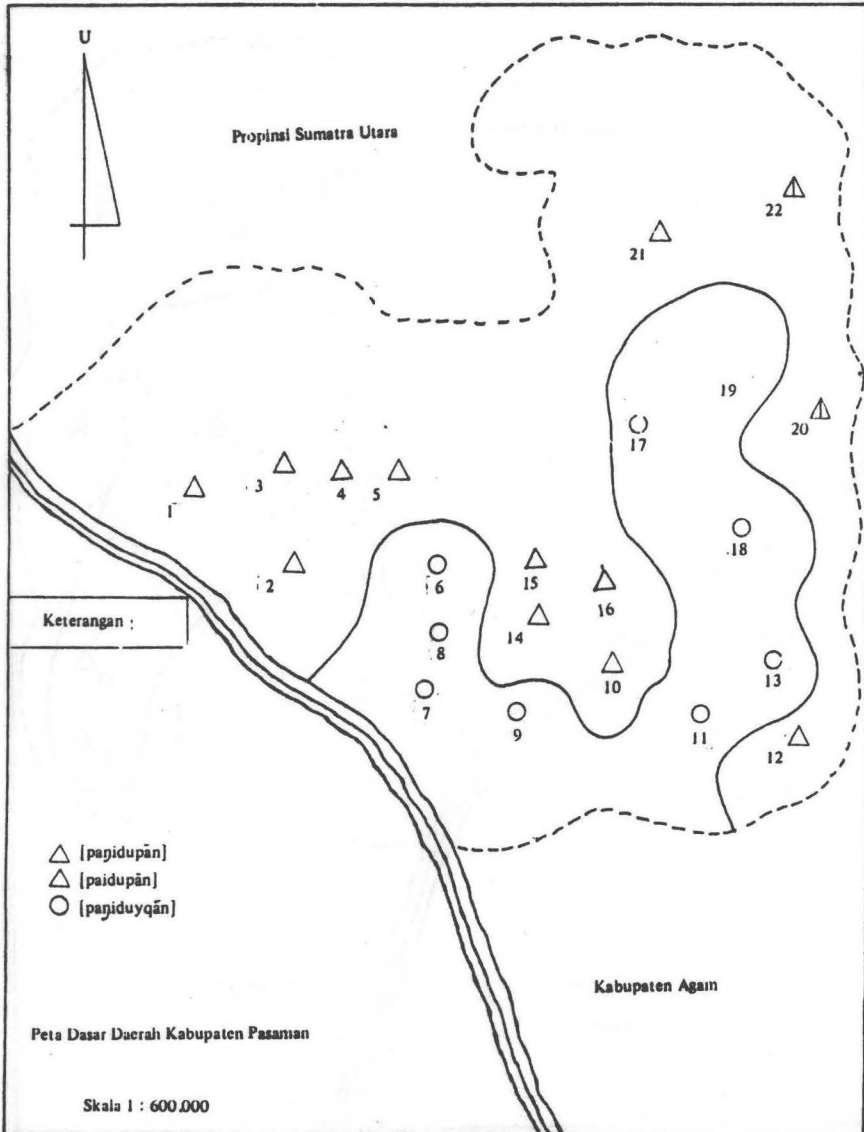 U
Propinsi Sumatra Utara
22
21
19
17
20
3
4
5
1
18
2
6
15
16
Keterangan :
14
8
10
13
7
9
11
12
[paṇidupān]
[paidupān]
[paṇiduyqān]
Kabupaten Agam
Peta Dasar Daerah Kabupaten Pasaman
Skala 1 : 600.000